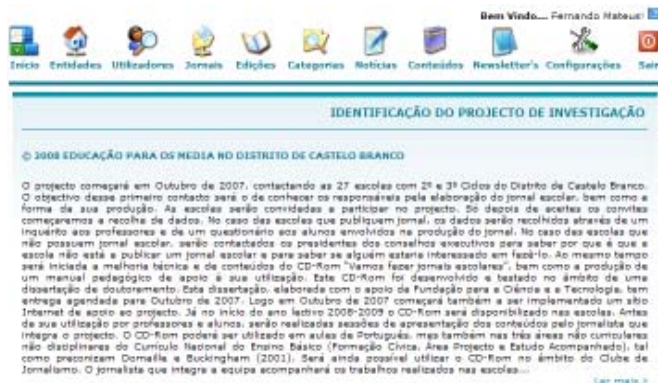 Bem Vindo... Fernando Mateus!
Início Entidades Utilizadores Jornais Edições Categorias Notícias Conteúdos Newsletter's Configurações Sair
IDENTIFICAÇÃO DO PROJECTO DE INVESTIGAÇÃO
© 2008 EDUCAÇÃO PARA OS MEDIA NO DISTRITO DE CASTELO BRANCO
O projecto começará em Outubro de 2007, contactando as 27 escolas com 2º e 3º Ciclos do Distrito de Castelo Branco.
O objectivo desse primeiro contacto será o de conhecer os responsáveis pela elaboração do jornal escolar, bem como a
forma da sua produção. As escolas serão convidadas a participar no projecto. Só depois de aceites os convites
começaremos a recolha de dados. No caso das escolas que publiquem jornal, os dados serão recolhidos através de um
inquérito aos professores e de um questionário aos alunos envolvidos na produção do jornal. No caso das escolas que
não possuem jornal escolar, serão contactados os presidentes dos conselhos executivos para saber por que é que a
escola não está a publicar um jornal escolar e para saber se alguém estaria interessado em fazê-lo. Ao mesmo tempo
será iniciada a melhoria técnica e de conteúdos do CD-Rom "Vamos fazer jornais escolares", bem como a produção de
um manual pedagógico de apoio à sua utilização. Este CD-Rom foi desenvolvido e testado no âmbito de uma
dissertação de doutoramento. Esta dissertação, elaborada com o apoio da Fundação para a Ciência e a Tecnologia, tem
entrega agendada para Outubro de 2007. Logo em Outubro de 2007 começará também a ser implementado um sítio
Internet de apoio ao projecto. Já no início do ano lectivo 2008-2009 o CD-Rom será disponibilizado nas escolas. Antes
da sua utilização por professores e alunos, serão realizadas sessões de apresentação dos conteúdos pelo jornalista que
integra o projecto. O CD-Rom poderá ser utilizado em aulas de Português, mas também nas três áreas não curriculares
não disciplinares do Currículo Nacional do Ensino Básico (Formação Cívica, Área Projecto e Estudo Acompanhado), tal
como preconizam Domaille e Buckingham (2001). Será ainda possível utilizar o CD-Rom no âmbito do Clube de
Jornalismo. O jornalista que integra a equipa acompanhará os trabalhos realizados nas escolas...
Ler mais >